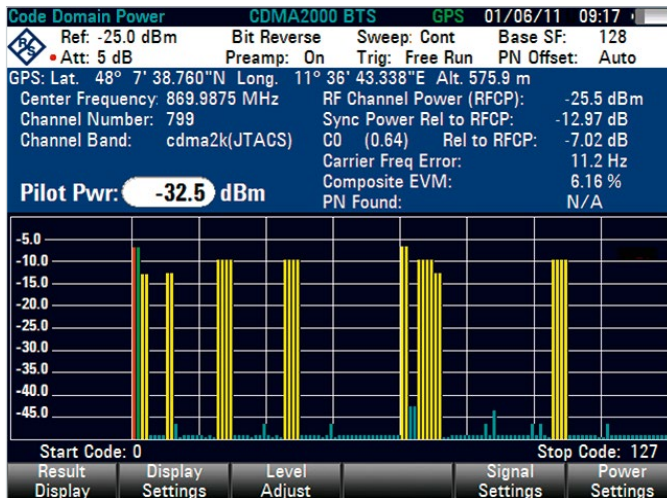 Code Domain Power CDMA2000 BTS GPS 01/06/11 09:17
Ref: -25.0 dBm Bit Reverse Sweep: Cont Base SF: 128
Att: 5 dB Preamp: On Trig: Free Run PN Offset: Auto
GPS: Lat. 48° 7' 38.760"N Long. 11° 36' 43.338"E Alt. 575.9 m
Center Frequency: 869.9875 MHz RF Channel Power (RFCP): -25.5 dBm
Channel Number: 799 Sync Power Rel to RFCP: -12.97 dB
Channel Band: cdma2k(JTACS) C0 (0.64) Rel to RFCP: -7.02 dB
Carrier Freq Error: 11.2 Hz
Composite EVM: 6.16 %
Pilot Pwr: -32.5 dBm
PN Found: N/A
-5.0
-10.0
-15.0
-20.0
-25.0
-30.0
-35.0
-40.0
-45.0
Start Code: 0 Stop Code: 127
Result Display Level Signal Power
Display Settings Adjust Settings Settings